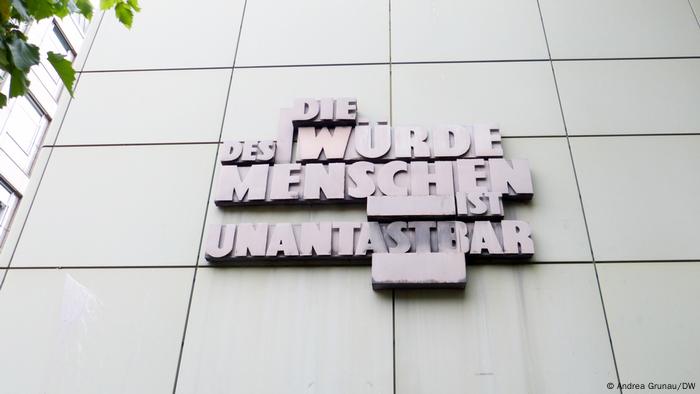 DIE
WÜRDE
DES
MENSCHEN
IST
UNANTASTBAR
© Andrea Grunau/DW